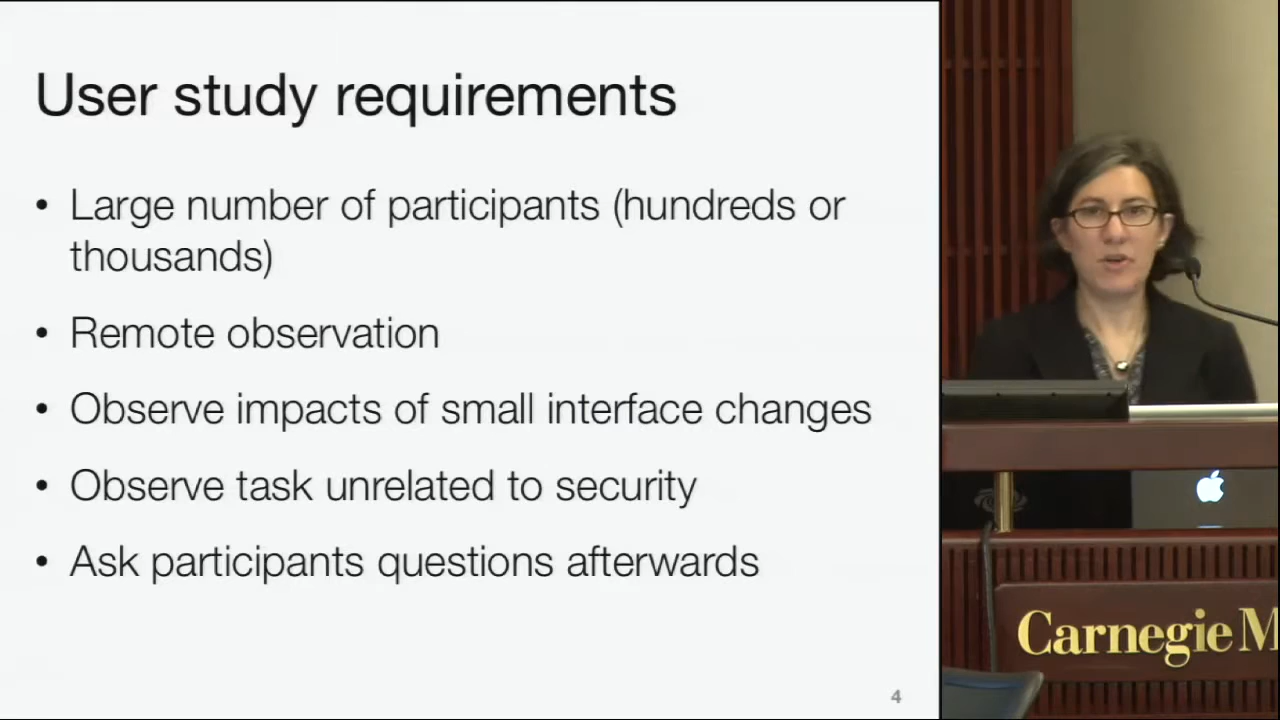 User study requirements
• Large number of participants (hundreds or
thousands)
• Remote observation
• Observe impacts of small interface changes
• Observe task unrelated to security
• Ask participants questions afterwards
4
Carnegie M